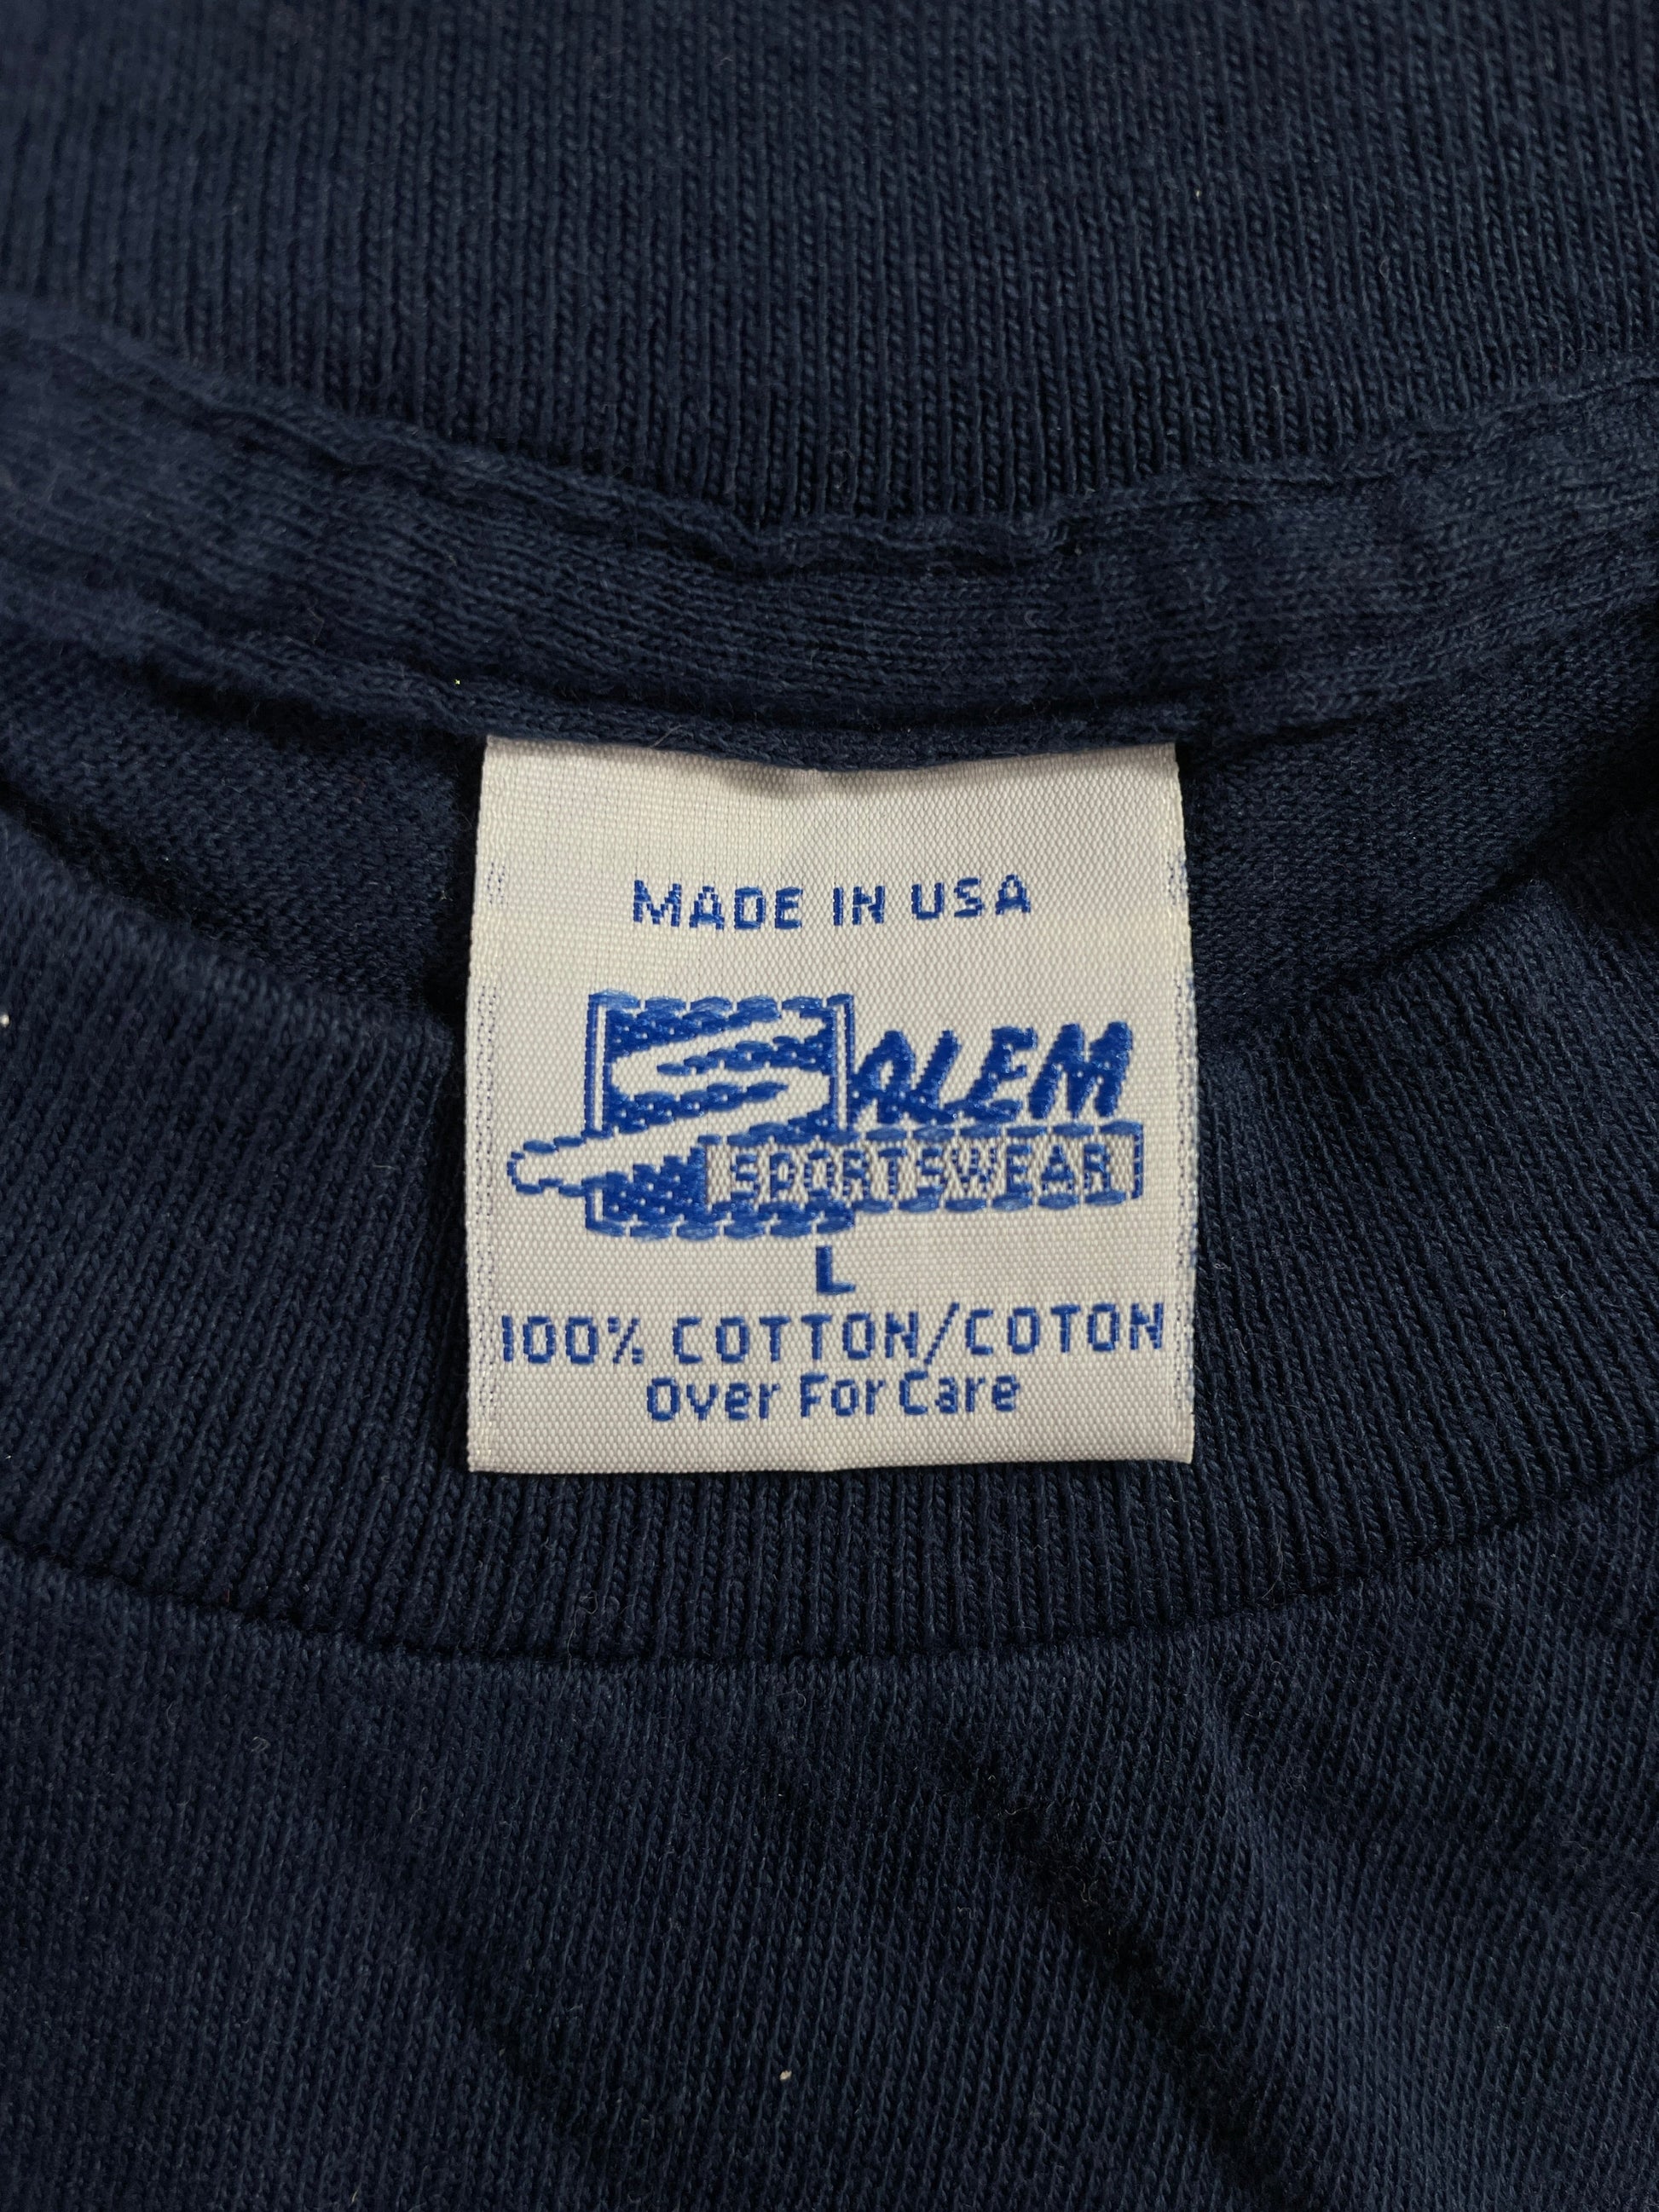 MADE IN USA
SALEM
SPORTSWEAR
L
100% COTTON/COTON
Over For Care